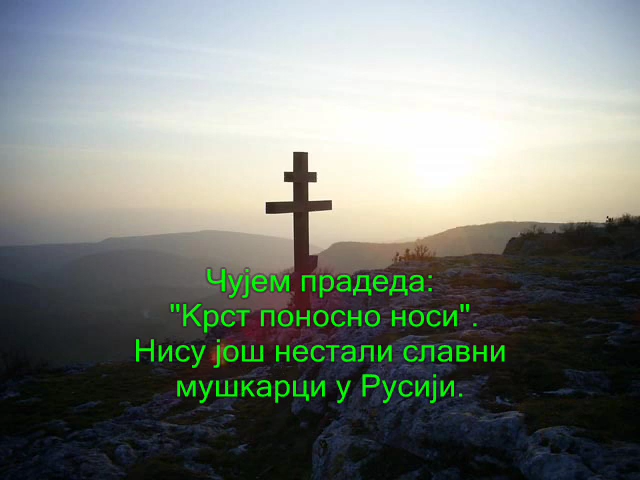 Чујем прадеда:
"Крст поносно носи".
Нису још нестали славни
мушкарци у Русији.